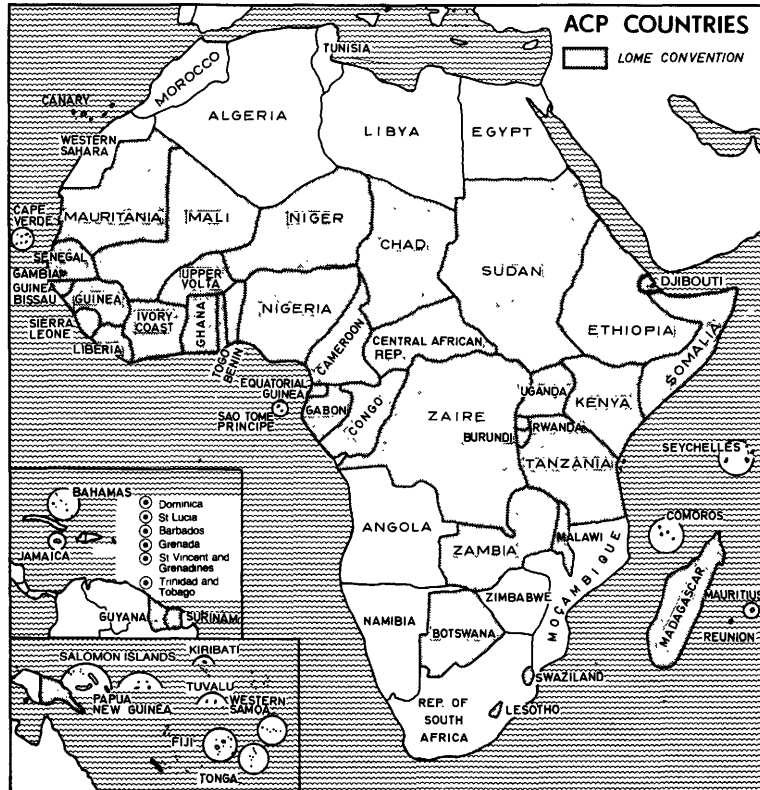 ACP COUNTRIES
LOME CONVENTION
TUNISIA
MOROCCO
CANARY
ALGERIA
LIBYA
EGYPT
WESTERN
SAHARA
CAPE
VERDE
MAURITANIA
MALI
NIGER
CHAD
SUDAN
SENEGAL
GAMBIA
GUINEA
BISSAU
GUINEA
UPPER
VOLTA
DJIBOUTI
SIERRA
LEONE
IVORY
COAST
GHANA
NIGERIA
ETHIOPIA
SOMALIA
LIBERIA
TOGO
BENIN
CAMEROON
CENTRAL AFRICAN
REP.
EQUATORIAL
GUINEA
SAO TOME
PRINCIPE
GABON
CONGO
ZAIRE
UGANDA
KENYA
BURUNDI
RWANDA
TANZANIA
SEYCHELLES
BAHAMAS
JAMAICA
Dominica
St Lucia
Barbados
Grenada
St Vincent and
Grenadines
Trinidad and
Tobago
GUYANA
SURINAM
ANGOLA
ZAMBIA
MALAWI
COMOROS
MOÇAMBIQUE
MADAGASCAR
MAURITIUS
REUNION
NAMIBIA
ZIMBABWE
BOTSWANA
SWAZILAND
LESOTHO
REP. OF
SOUTH
AFRICA
SALOMON ISLANDS
KIRIBATI
PAPUA
NEW GUINEA
TUVALU
WESTERN
SAMOA
FIJI
TONGA